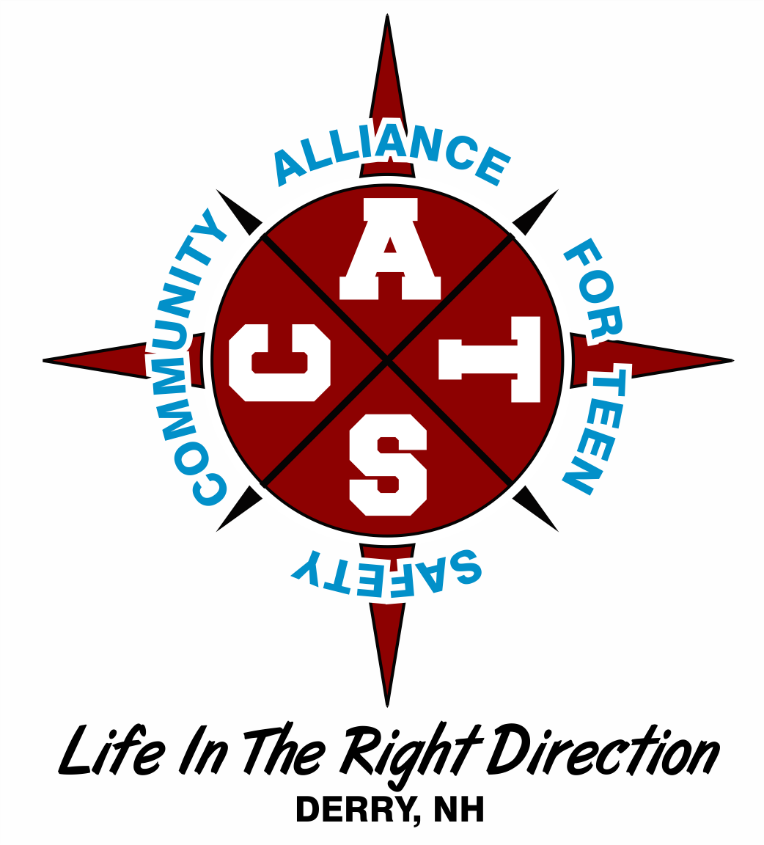 COMMUNITY ALLIANCE FOR TEEN SAFETY
C A T S
Life In The Right Direction
DERRY, NH